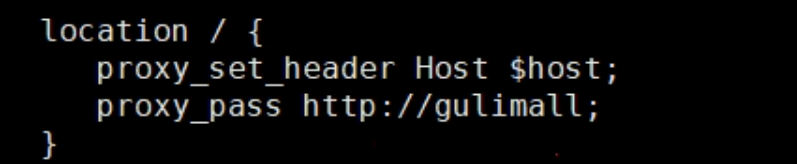 location / {
proxy_set_header Host $host;
proxy_pass http://gulimall;
}